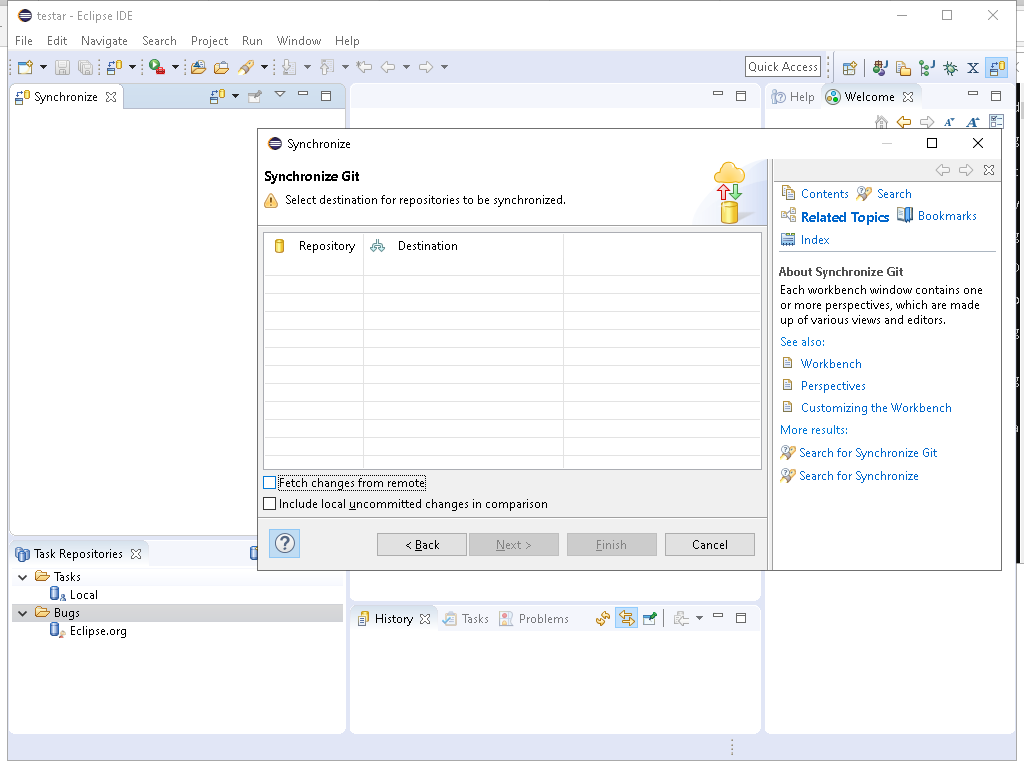 testar - Eclipse IDE
File Edit Navigate Search Project Run Window Help
Quick Access
Synchronize
Help Welcome
Synchronize
Synchronize Git
Select destination for repositories to be synchronized.
Repository Destination
Fetch changes from remote
Include local uncommitted changes in comparison
? < Back Next > Finish Cancel
Contents Search
Related Topics Bookmarks
Index
About Synchronize Git
Each workbench window contains one
or more perspectives, which are made
up of various views and editors.
See also:
Workbench
Perspectives
Customizing the Workbench
More results:
Search for Synchronize Git
Search for Synchronize
Task Repositories
Tasks
Local
Bugs
Eclipse.org
History Tasks Problems